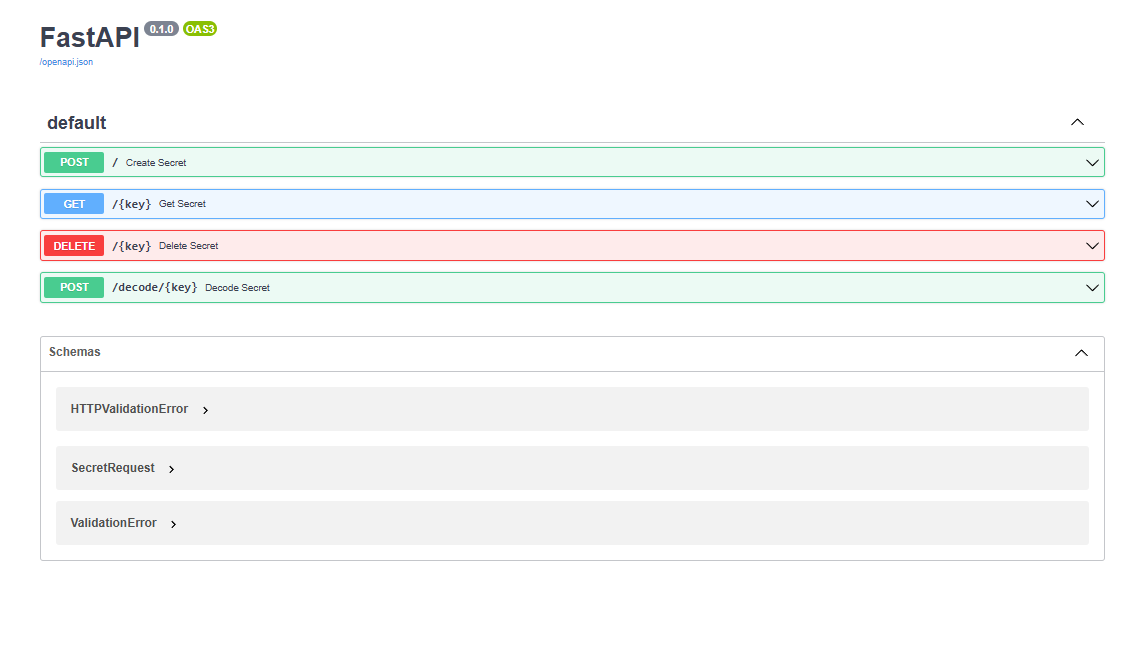 FastAPI 0.1.0 OAS3
/openapi.json
default
POST / Create Secret
GET /{key} Get Secret
DELETE /{key} Delete Secret
POST /decode/{key} Decode Secret
Schemas
HTTPValidationError
SecretRequest
ValidationError